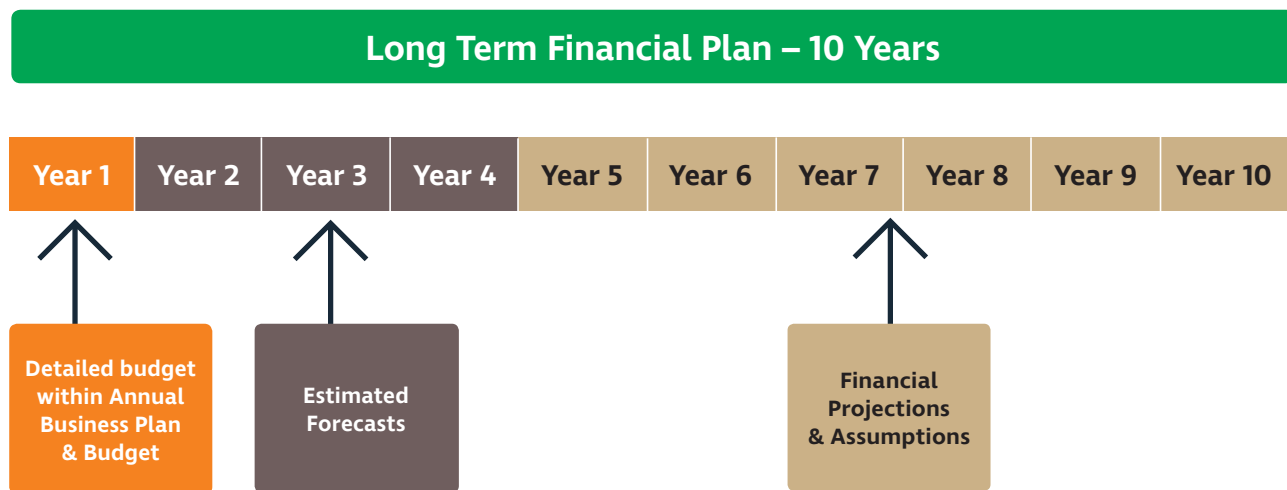 Long Term Financial Plan – 10 Years
Year 1 Year 2 Year 3 Year 4 Year 5 Year 6 Year 7 Year 8 Year 9 Year 10
Detailed budget
within Annual
Business Plan
& Budget
Estimated
Forecasts
Financial
Projections
& Assumptions